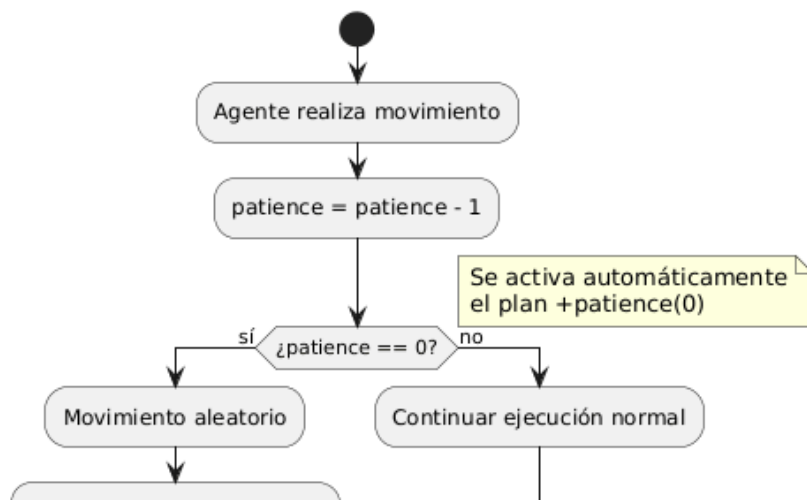 Agente realiza movimiento
patience = patience - 1
Se activa automáticamente
el plan +patience(0)
sí
¿patience == 0?
no
Movimiento aleatorio
Continuar ejecución normal